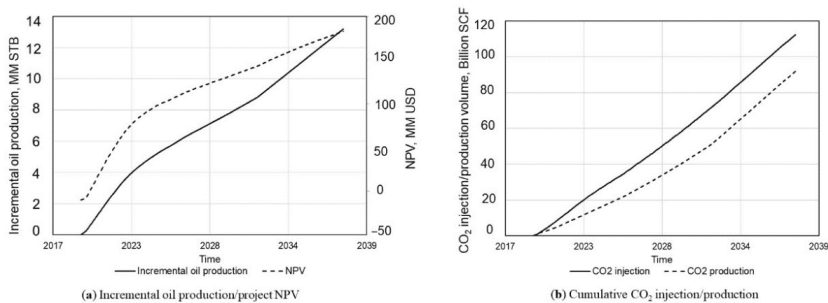 Incremental oil production, MM STB
14
12
10
8
6
4
2
0
200
150
100
50
0
−50
NPV, MM USD
2017 2023 2028 2034 2039
Time
Incremental oil production NPV
(a) Incremental oil production/project NPV
CO₂ injection/production volume, Billion SCF
120
100
80
60
40
20
0
2017 2023 2028 2034 2039
Time
CO2 injection CO2 production
(b) Cumulative CO₂ injection/production